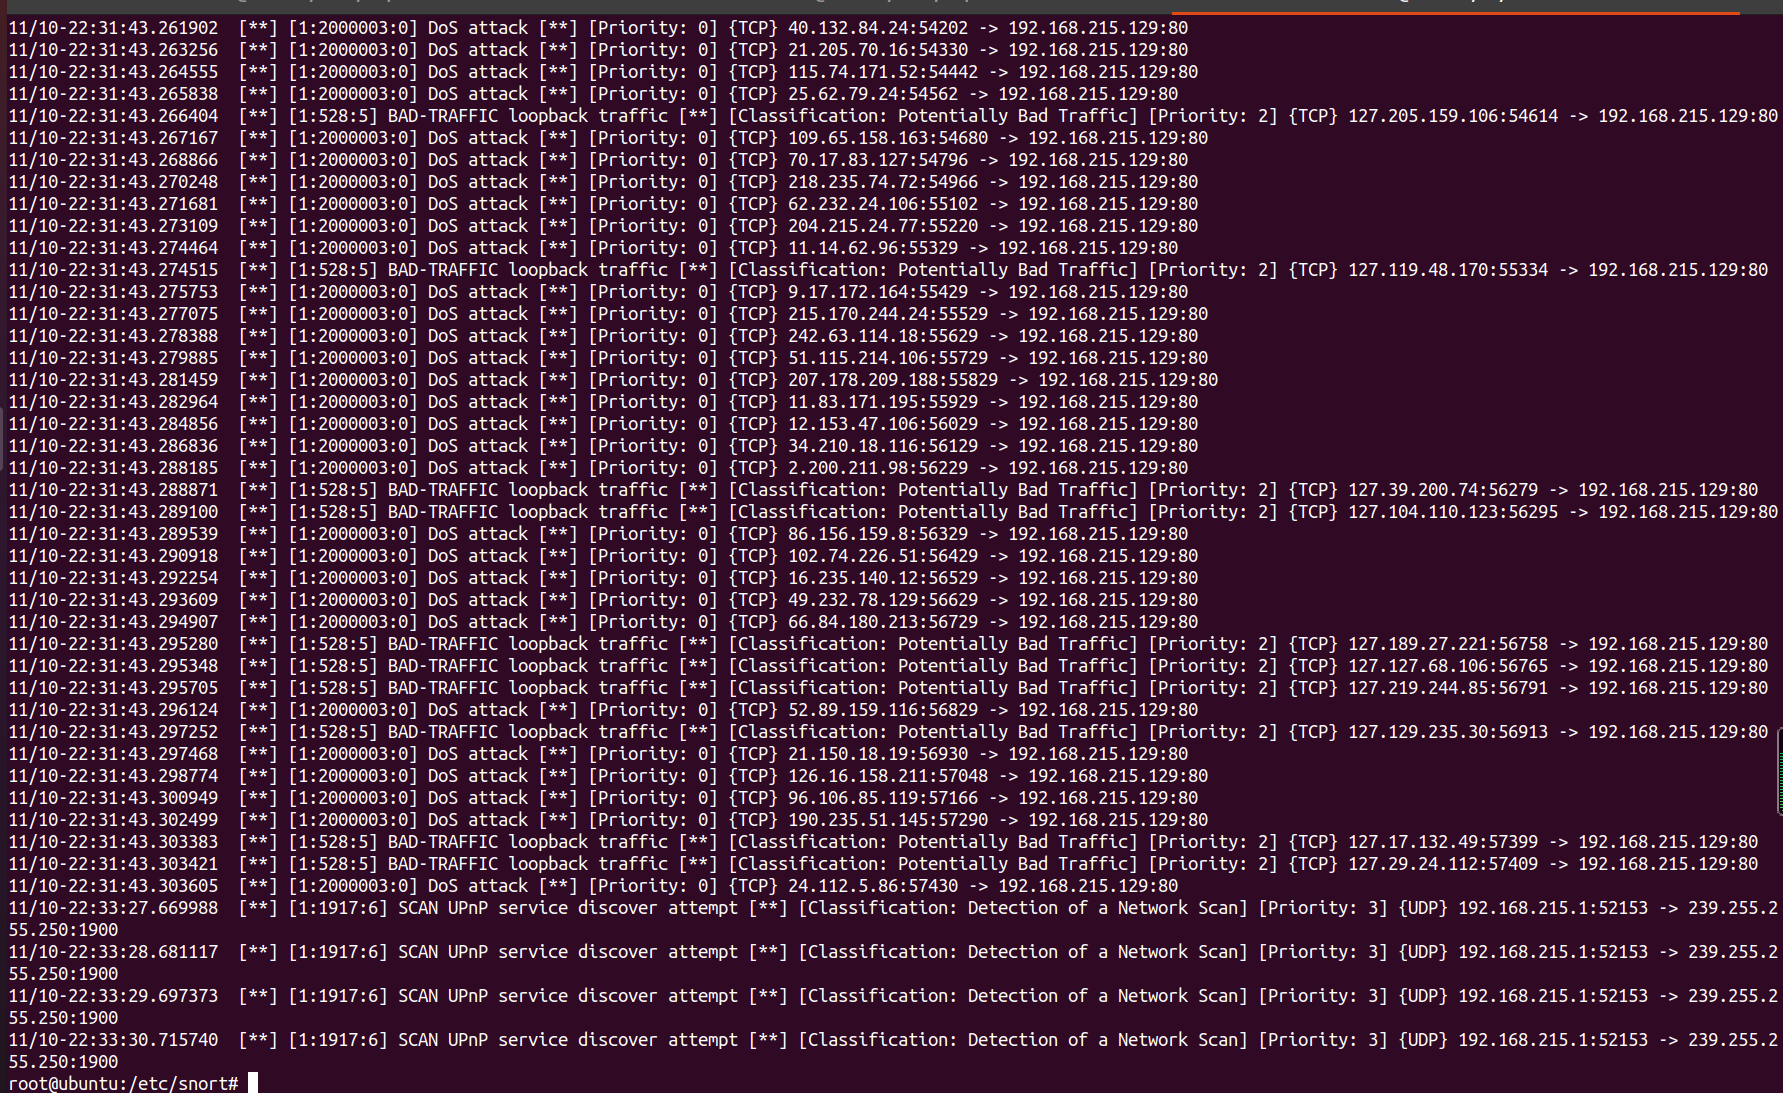 11/10-22:31:43.261902  [**] [1:2000003:0] DoS attack [**] [Priority: 0] {TCP} 40.132.84.24:54202 -> 192.168.215.129:80
11/10-22:31:43.263256  [**] [1:2000003:0] DoS attack [**] [Priority: 0] {TCP} 21.205.70.16:54330 -> 192.168.215.129:80
11/10-22:31:43.264555  [**] [1:2000003:0] DoS attack [**] [Priority: 0] {TCP} 115.74.171.52:54442 -> 192.168.215.129:80
11/10-22:31:43.265838  [**] [1:2000003:0] DoS attack [**] [Priority: 0] {TCP} 25.62.79.24:54562 -> 192.168.215.129:80
11/10-22:31:43.266404  [**] [1:528:5] BAD-TRAFFIC loopback traffic [**] [Classification: Potentially Bad Traffic] [Priority: 2] {TCP} 127.205.159.106:54614 -> 192.168.215.129:80
11/10-22:31:43.267167  [**] [1:2000003:0] DoS attack [**] [Priority: 0] {TCP} 109.65.158.163:54680 -> 192.168.215.129:80
11/10-22:31:43.268866  [**] [1:2000003:0] DoS attack [**] [Priority: 0] {TCP} 70.17.83.127:54796 -> 192.168.215.129:80
11/10-22:31:43.270248  [**] [1:2000003:0] DoS attack [**] [Priority: 0] {TCP} 218.235.74.72:54966 -> 192.168.215.129:80
11/10-22:31:43.271681  [**] [1:2000003:0] DoS attack [**] [Priority: 0] {TCP} 62.232.24.106:55102 -> 192.168.215.129:80
11/10-22:31:43.273109  [**] [1:2000003:0] DoS attack [**] [Priority: 0] {TCP} 204.215.24.77:55220 -> 192.168.215.129:80
11/10-22:31:43.274464  [**] [1:2000003:0] DoS attack [**] [Priority: 0] {TCP} 11.14.62.96:55329 -> 192.168.215.129:80
11/10-22:31:43.274515  [**] [1:528:5] BAD-TRAFFIC loopback traffic [**] [Classification: Potentially Bad Traffic] [Priority: 2] {TCP} 127.119.48.170:55334 -> 192.168.215.129:80
11/10-22:31:43.275753  [**] [1:2000003:0] DoS attack [**] [Priority: 0] {TCP} 9.17.172.164:55429 -> 192.168.215.129:80
11/10-22:31:43.277075  [**] [1:2000003:0] DoS attack [**] [Priority: 0] {TCP} 215.170.244.24:55529 -> 192.168.215.129:80
11/10-22:31:43.278388  [**] [1:2000003:0] DoS attack [**] [Priority: 0] {TCP} 242.63.114.18:55629 -> 192.168.215.129:80
11/10-22:31:43.279885  [**] [1:2000003:0] DoS attack [**] [Priority: 0] {TCP} 51.115.214.106:55729 -> 192.168.215.129:80
11/10-22:31:43.281459  [**] [1:2000003:0] DoS attack [**] [Priority: 0] {TCP} 207.178.209.188:55829 -> 192.168.215.129:80
11/10-22:31:43.282964  [**] [1:2000003:0] DoS attack [**] [Priority: 0] {TCP} 11.83.171.195:55929 -> 192.168.215.129:80
11/10-22:31:43.284856  [**] [1:2000003:0] DoS attack [**] [Priority: 0] {TCP} 12.153.47.106:56029 -> 192.168.215.129:80
11/10-22:31:43.286836  [**] [1:2000003:0] DoS attack [**] [Priority: 0] {TCP} 34.210.18.116:56129 -> 192.168.215.129:80
11/10-22:31:43.288185  [**] [1:2000003:0] DoS attack [**] [Priority: 0] {TCP} 2.200.211.98:56229 -> 192.168.215.129:80
11/10-22:31:43.288871  [**] [1:528:5] BAD-TRAFFIC loopback traffic [**] [Classification: Potentially Bad Traffic] [Priority: 2] {TCP} 127.39.200.74:56279 -> 192.168.215.129:80
11/10-22:31:43.289100  [**] [1:528:5] BAD-TRAFFIC loopback traffic [**] [Classification: Potentially Bad Traffic] [Priority: 2] {TCP} 127.104.110.123:56295 -> 192.168.215.129:80
11/10-22:31:43.289539  [**] [1:2000003:0] DoS attack [**] [Priority: 0] {TCP} 86.156.159.8:56329 -> 192.168.215.129:80
11/10-22:31:43.290918  [**] [1:2000003:0] DoS attack [**] [Priority: 0] {TCP} 102.74.226.51:56429 -> 192.168.215.129:80
11/10-22:31:43.292254  [**] [1:2000003:0] DoS attack [**] [Priority: 0] {TCP} 16.235.140.12:56529 -> 192.168.215.129:80
11/10-22:31:43.293609  [**] [1:2000003:0] DoS attack [**] [Priority: 0] {TCP} 49.232.78.129:56629 -> 192.168.215.129:80
11/10-22:31:43.294907  [**] [1:2000003:0] DoS attack [**] [Priority: 0] {TCP} 66.84.180.213:56729 -> 192.168.215.129:80
11/10-22:31:43.295280  [**] [1:528:5] BAD-TRAFFIC loopback traffic [**] [Classification: Potentially Bad Traffic] [Priority: 2] {TCP} 127.189.27.221:56758 -> 192.168.215.129:80
11/10-22:31:43.295348  [**] [1:528:5] BAD-TRAFFIC loopback traffic [**] [Classification: Potentially Bad Traffic] [Priority: 2] {TCP} 127.127.68.106:56765 -> 192.168.215.129:80
11/10-22:31:43.295705  [**] [1:528:5] BAD-TRAFFIC loopback traffic [**] [Classification: Potentially Bad Traffic] [Priority: 2] {TCP} 127.219.244.85:56791 -> 192.168.215.129:80
11/10-22:31:43.296124  [**] [1:2000003:0] DoS attack [**] [Priority: 0] {TCP} 52.89.159.116:56829 -> 192.168.215.129:80
11/10-22:31:43.297252  [**] [1:528:5] BAD-TRAFFIC loopback traffic [**] [Classification: Potentially Bad Traffic] [Priority: 2] {TCP} 127.129.235.30:56913 -> 192.168.215.129:80
11/10-22:31:43.297468  [**] [1:2000003:0] DoS attack [**] [Priority: 0] {TCP} 21.150.18.19:56930 -> 192.168.215.129:80
11/10-22:31:43.298774  [**] [1:2000003:0] DoS attack [**] [Priority: 0] {TCP} 126.16.158.211:57048 -> 192.168.215.129:80
11/10-22:31:43.300949  [**] [1:2000003:0] DoS attack [**] [Priority: 0] {TCP} 96.106.85.119:57166 -> 192.168.215.129:80
11/10-22:31:43.302499  [**] [1:2000003:0] DoS attack [**] [Priority: 0] {TCP} 190.235.51.145:57290 -> 192.168.215.129:80
11/10-22:31:43.303383  [**] [1:528:5] BAD-TRAFFIC loopback traffic [**] [Classification: Potentially Bad Traffic] [Priority: 2] {TCP} 127.17.132.49:57399 -> 192.168.215.129:80
11/10-22:31:43.303421  [**] [1:528:5] BAD-TRAFFIC loopback traffic [**] [Classification: Potentially Bad Traffic] [Priority: 2] {TCP} 127.29.24.112:57409 -> 192.168.215.129:80
11/10-22:31:43.303605  [**] [1:2000003:0] DoS attack [**] [Priority: 0] {TCP} 24.112.5.86:57430 -> 192.168.215.129:80
11/10-22:33:27.669988  [**] [1:1917:6] SCAN UPnP service discover attempt [**] [Classification: Detection of a Network Scan] [Priority: 3] {UDP} 192.168.215.1:52153 -> 239.255.2
55.250:1900
11/10-22:33:28.681117  [**] [1:1917:6] SCAN UPnP service discover attempt [**] [Classification: Detection of a Network Scan] [Priority: 3] {UDP} 192.168.215.1:52153 -> 239.255.2
55.250:1900
11/10-22:33:29.697373  [**] [1:1917:6] SCAN UPnP service discover attempt [**] [Classification: Detection of a Network Scan] [Priority: 3] {UDP} 192.168.215.1:52153 -> 239.255.2
55.250:1900
11/10-22:33:30.715740  [**] [1:1917:6] SCAN UPnP service discover attempt [**] [Classification: Detection of a Network Scan] [Priority: 3] {UDP} 192.168.215.1:52153 -> 239.255.2
55.250:1900
root@ubuntu:/etc/snort#